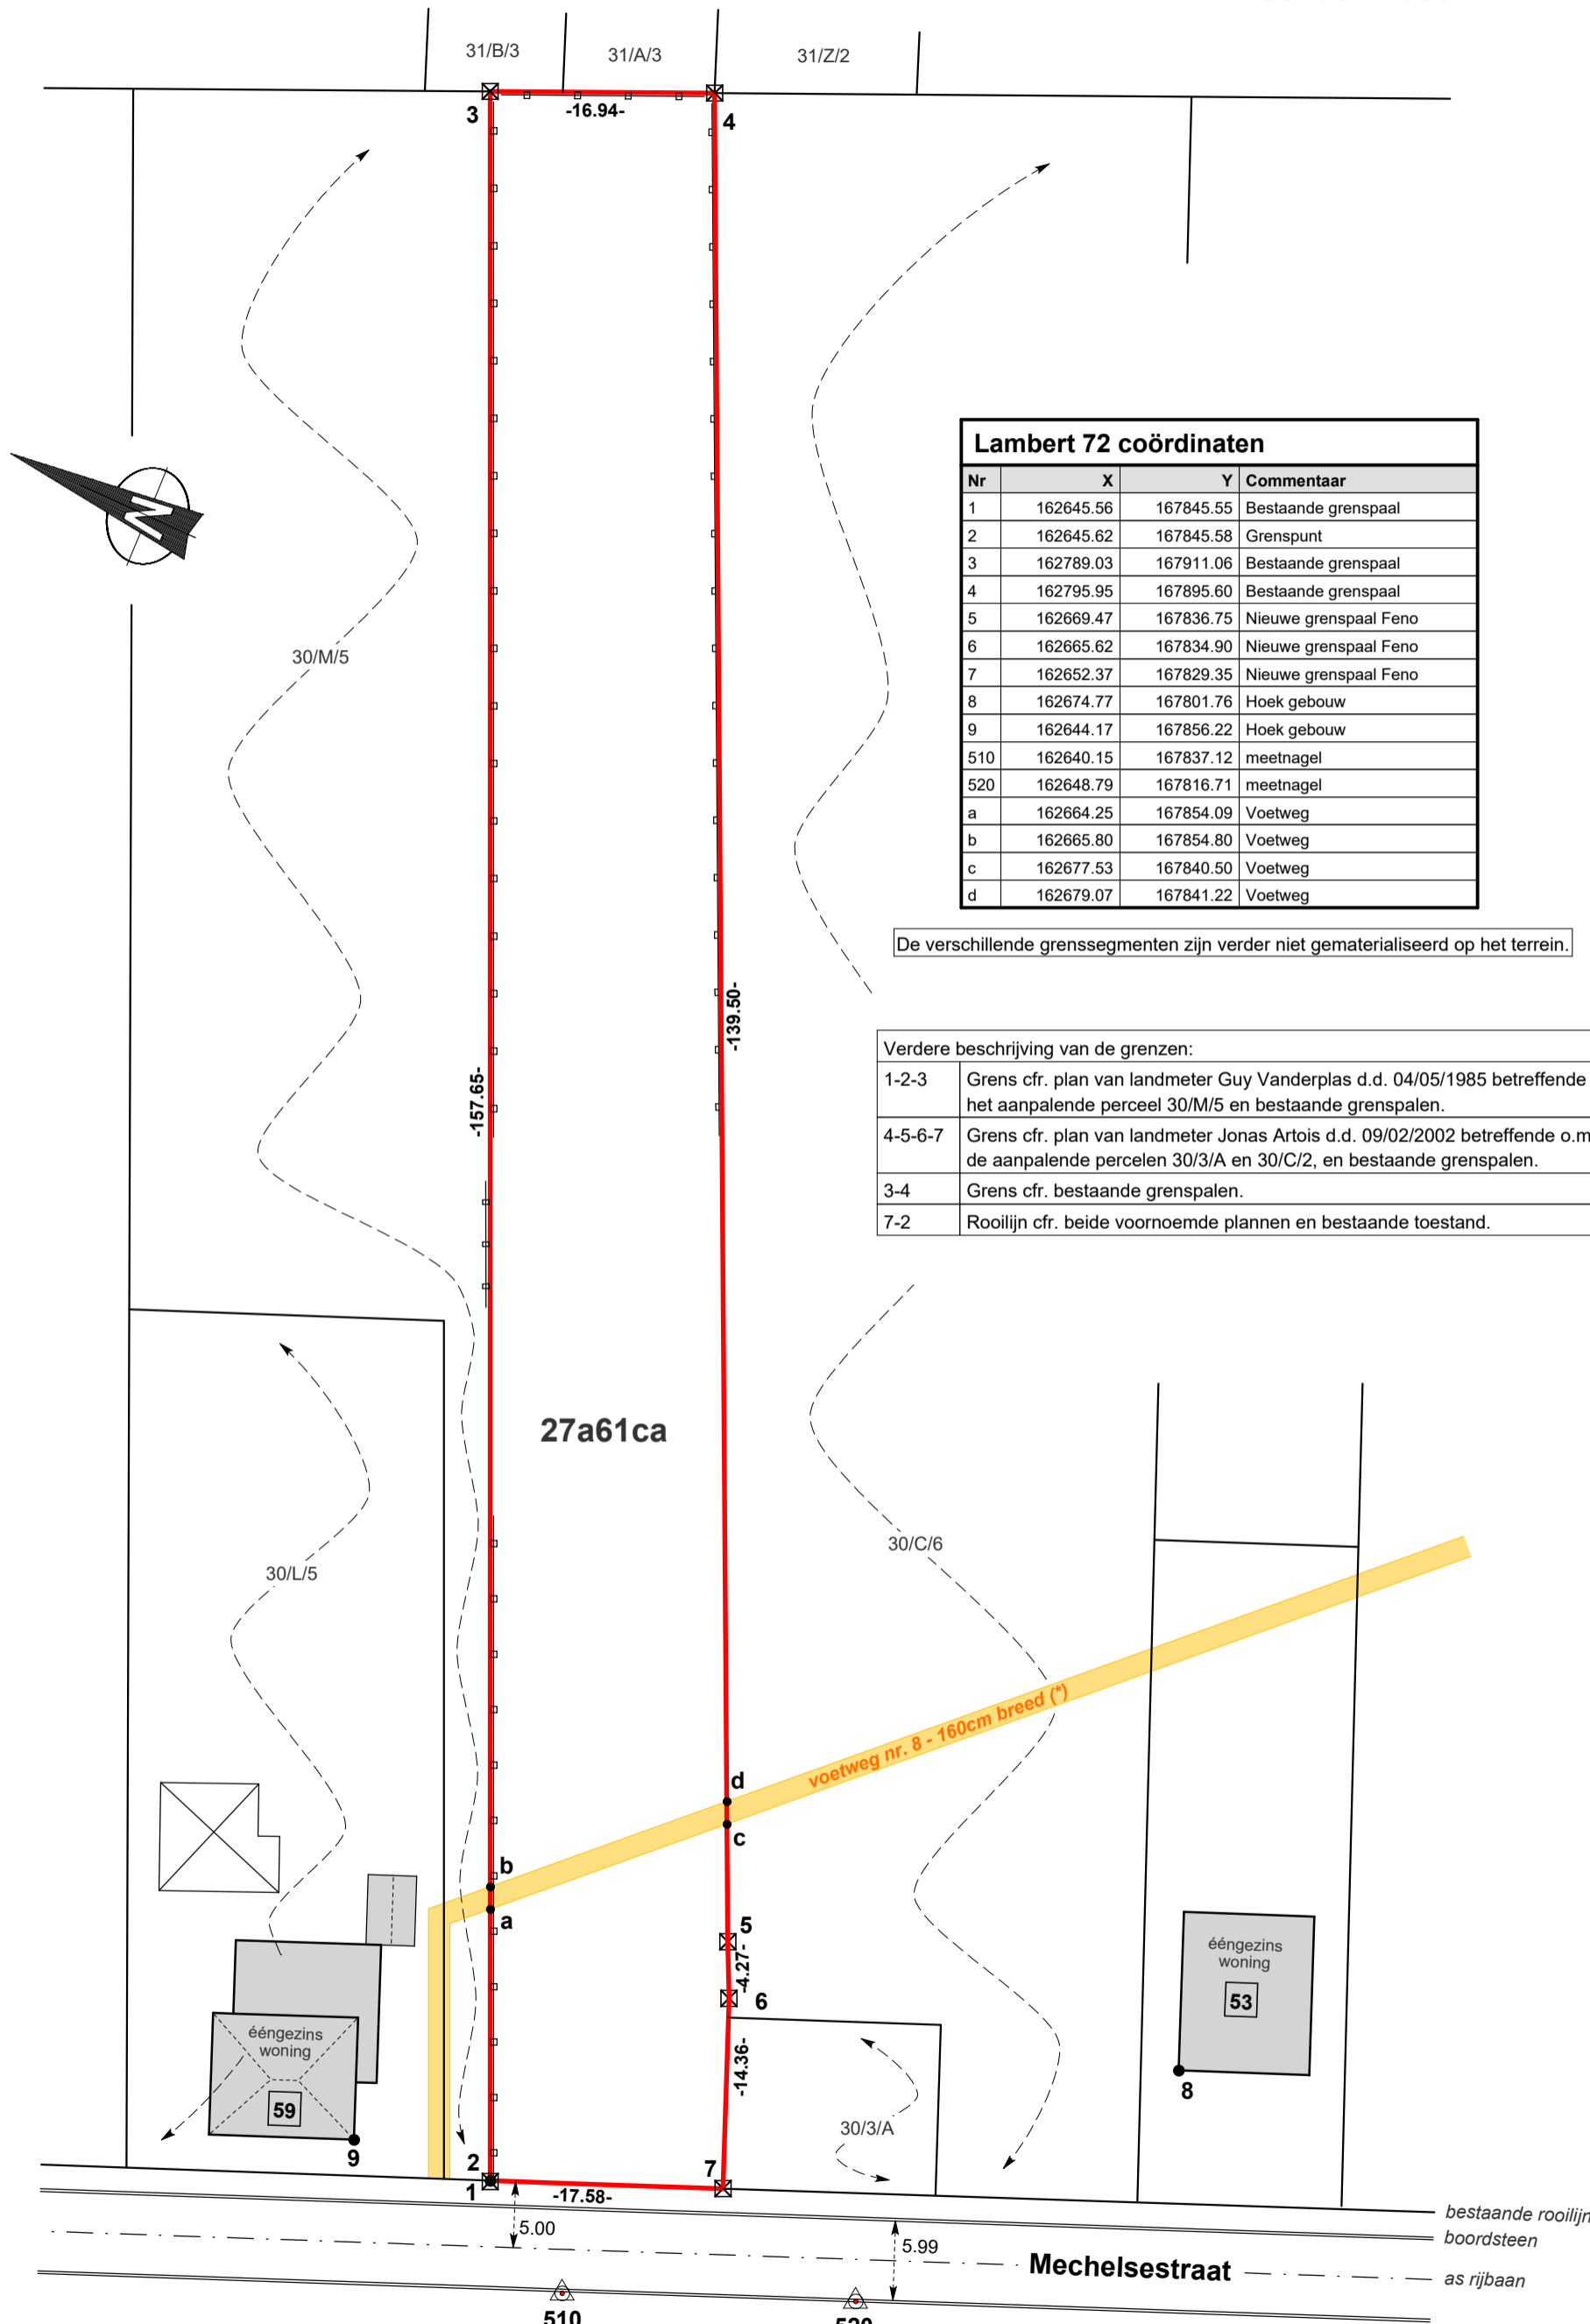 31/B/3
31/A/3
31/Z/2
3
-16.94-
4
N
30/M/5
Lambert 72 coördinaten
Nr X Y Commentaar
1 162645.56 167845.55 Bestaande grenspaal
2 162645.62 167845.58 Grenspunt
3 162789.03 167911.06 Bestaande grenspaal
4 162795.95 167895.60 Bestaande grenspaal
5 162669.47 167836.75 Nieuwe grenspaal Feno
6 162665.62 167834.90 Nieuwe grenspaal Feno
7 162652.37 167829.35 Nieuwe grenspaal Feno
8 162674.77 167801.76 Hoek gebouw
9 162644.17 167856.22 Hoek gebouw
510 162640.15 167837.12 meetnagel
520 162648.79 167816.71 meetnagel
a 162664.25 167854.09 Voetweg
b 162665.80 167854.80 Voetweg
c 162677.53 167840.50 Voetweg
d 162679.07 167841.22 Voetweg
De verschillende grenssegmenten zijn verder niet gematerialiseerd op het terrein.
-139.50-
-157.65-
Verdere beschrijving van de grenzen:
1-2-3 Grens cfr. plan van landmeter Guy Vanderplas d.d. 04/05/1985 betreffende
het aanpalende perceel 30/M/5 en bestaande grenspalen.
4-5-6-7 Grens cfr. plan van landmeter Jonas Artois d.d. 09/02/2002 betreffende o.m
de aanpalende percelen 30/3/A en 30/C/2, en bestaande grenspalen.
3-4 Grens cfr. bestaande grenspalen.
7-2 Rooilijn cfr. beide voornoemde plannen en bestaande toestand.
27a61ca
30/C/6
30/L/5
voetweg nr. 8 - 160cm breed (*)
d
c
b
a
5
-4.27-
6
ééngezins
woning
53
8
ééngezins
woning
59
9
-14.36-
30/3/A
2
1
7
-17.58-
5.00
5.99
bestaande rooilijn
boordsteen
Mechelsestraat
as rijbaan
510
520